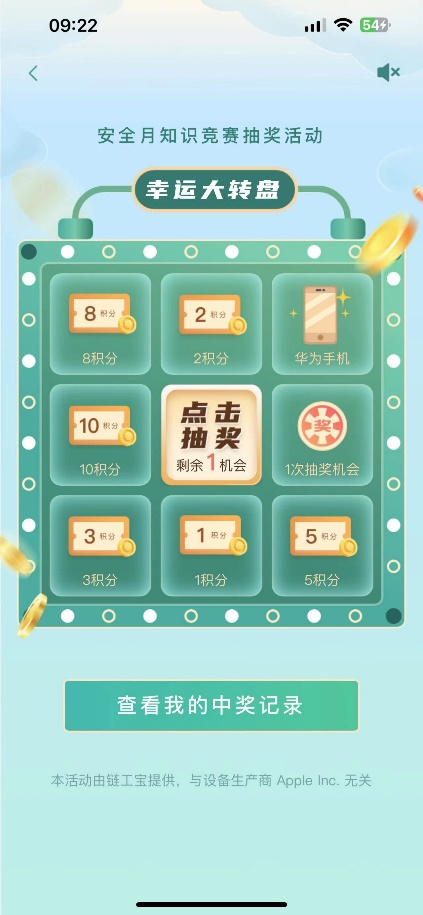 09:22
54
安全月知识竞赛抽奖活动
幸运大转盘
8积分
8积分
2积分
2积分
华为手机
10积分
10积分
点击
抽奖
剩余1机会
奖
1次抽奖机会
3积分
3积分
1积分
1积分
5积分
5积分
查看我的中奖记录
本活动由链工宝提供，与设备生产商 Apple Inc. 无关